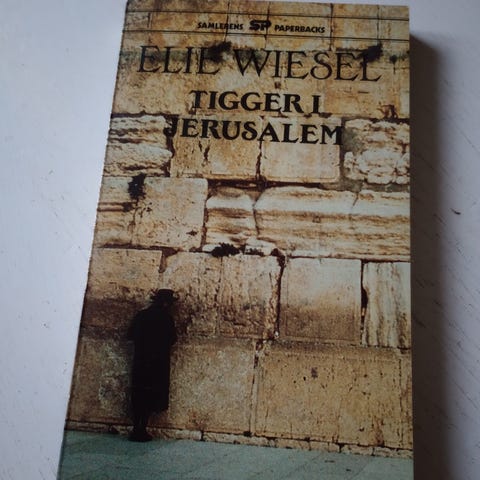 SAMLERENS SP PAPERBACKS
ELIE WIESEL
TIGGER I
JERUSALEM